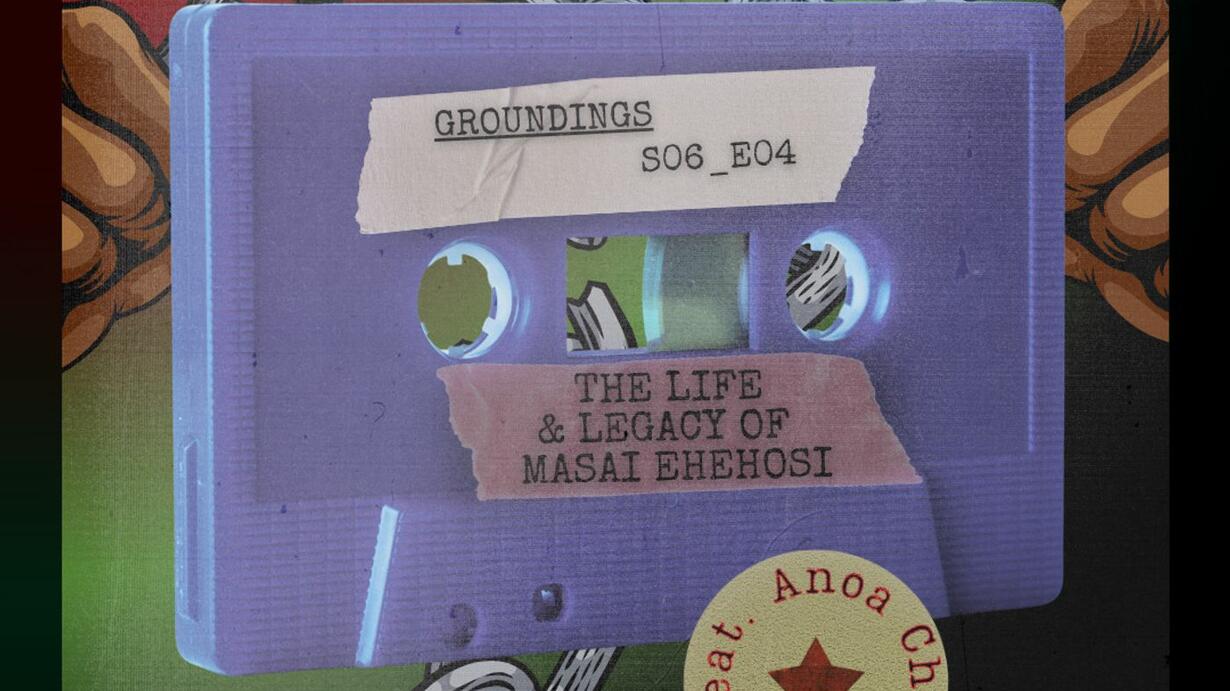 GROUNDINGS
S06_E04
THE LIFE
& LEGACY OF
MASAI EHEHOSI
Anoa